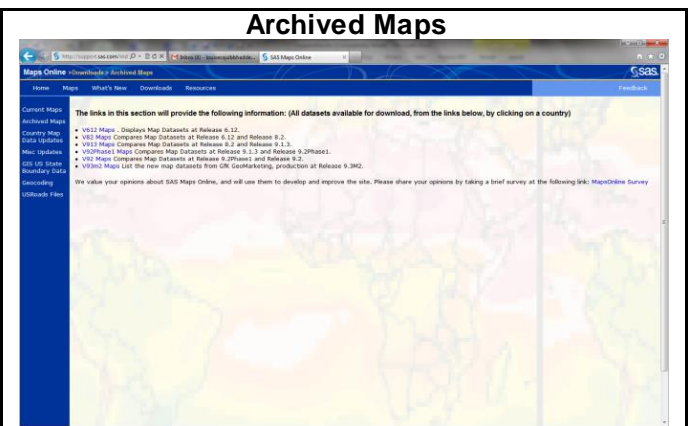 Archived Maps
SAS Maps Online
Maps Online »Downloads » Archived Maps
SSAS.
Home Maps What's New Downloads Resources Feedback
Current Maps
Archived Maps
Country Map
Data Updates
Misc Updates
GIS US State
Boundary Data
Geocoding
USRoads Files
The links in this section will provide the following information: (All datasets available for download, from the links below, by clicking on a country)
• V612 Maps . Displays Map Datasets at Release 6.12.
• V82 Maps Compares Map Datasets at Release 6.12 and Release 8.2.
• V913 Maps Compares Map Datasets at Release 8.2 and Release 9.1.3.
• V92Phase1 Maps Compares Map Datasets at Release 9.1.3 and Release 9.2Phase1.
• V92 Maps Compares Map Datasets at Release 9.2Phase1 and Release 9.2.
• V93m2 Maps List the new map datasets from GfK GeoMarketing, production at Release 9.3M2.
We value your opinions about SAS Maps Online, and will use them to develop and improve the site. Please share your opinions by taking a brief survey at the following link: MapsOnline Survey